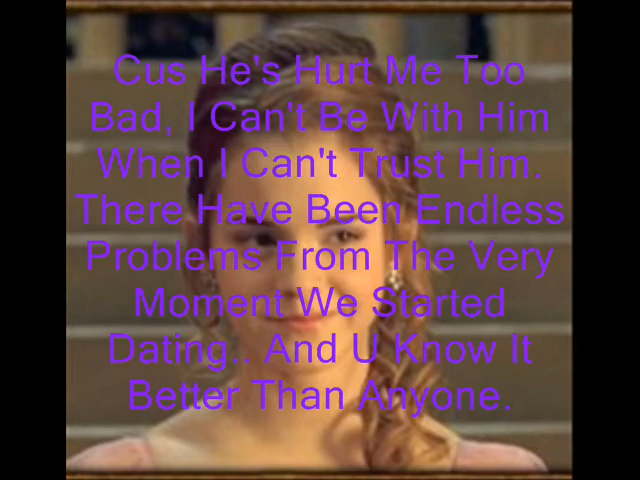 Cus He's Hurt Me Too
Bad, I Can't Be With Him
When I Can't Trust Him.
There Have Been Endless
Problems From The Very
Moment We Started
Dating.. And U Know It
Better Than Anyone.